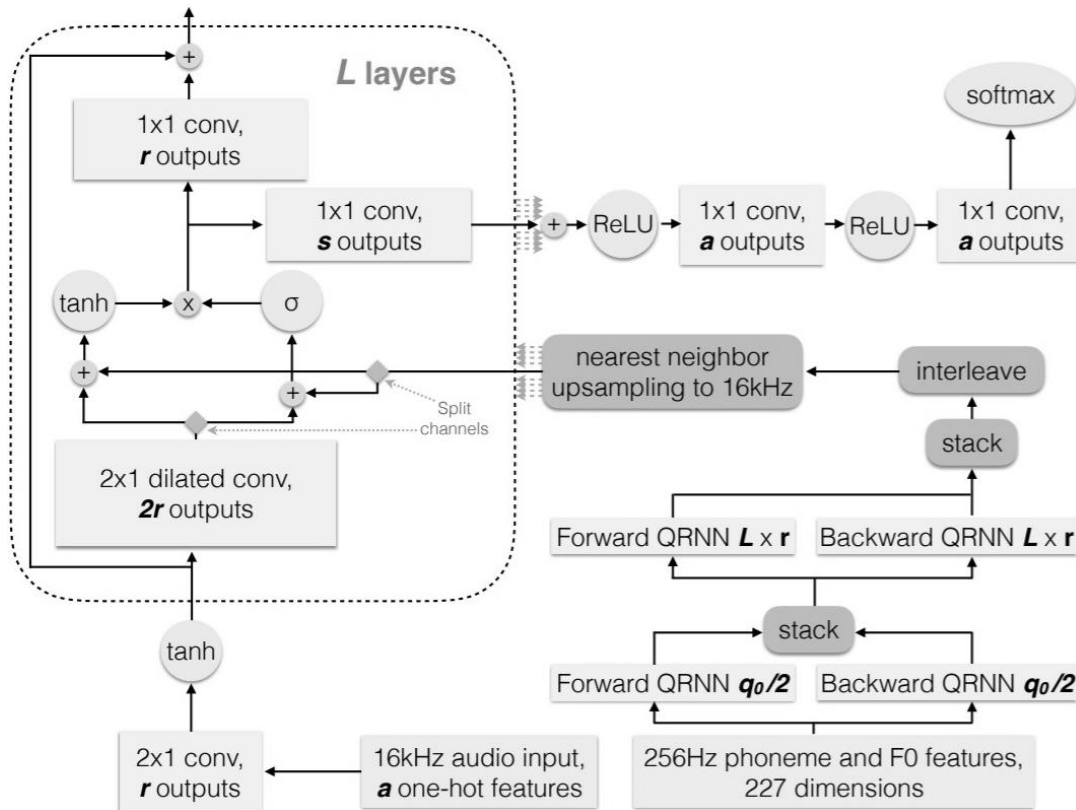 L layers
+
1x1 conv,
r outputs
1x1 conv,
s outputs
tanh
x
σ
+
+
Split
channels
2x1 dilated conv,
2r outputs
tanh
2x1 conv,
r outputs
16kHz audio input,
a one-hot features
+
ReLU
1x1 conv,
a outputs
ReLU
1x1 conv,
a outputs
softmax
nearest neighbor
upsampling to 16kHz
interleave
stack
Forward QRNN L x r
Backward QRNN L x r
stack
Forward QRNN q0/2
Backward QRNN q0/2
256Hz phoneme and F0 features,
227 dimensions